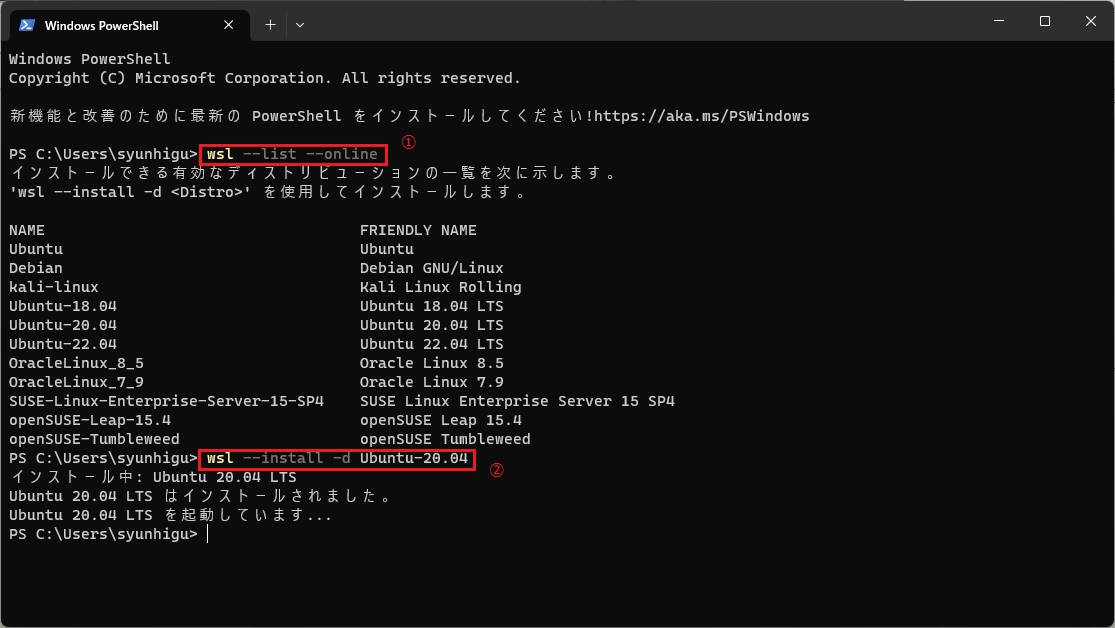 Windows PowerShell
Windows PowerShell
Copyright (C) Microsoft Corporation. All rights reserved.
新機能と改善のために最新の PowerShell をインストールしてください!https://aka.ms/PSWindows
PS C:\Users\syunhigu> wsl --list --online ①
インストールできる有効なディストリビューションの一覧を次に示します。
'wsl --install -d <Distro>' を使用してインストールします。
NAME FRIENDLY NAME
Ubuntu Ubuntu
Debian Debian GNU/Linux
kali-linux Kali Linux Rolling
Ubuntu-18.04 Ubuntu 18.04 LTS
Ubuntu-20.04 Ubuntu 20.04 LTS
Ubuntu-22.04 Ubuntu 22.04 LTS
OracleLinux_8_5 Oracle Linux 8.5
OracleLinux_7_9 Oracle Linux 7.9
SUSE-Linux-Enterprise-Server-15-SP4 SUSE Linux Enterprise Server 15 SP4
openSUSE-Leap-15.4 openSUSE Leap 15.4
openSUSE-Tumbleweed openSUSE Tumbleweed
PS C:\Users\syunhigu> wsl --install -d Ubuntu-20.04 ②
インストール中: Ubuntu 20.04 LTS
Ubuntu 20.04 LTS はインストールされました。
Ubuntu 20.04 LTS を起動しています...
PS C:\Users\syunhigu>